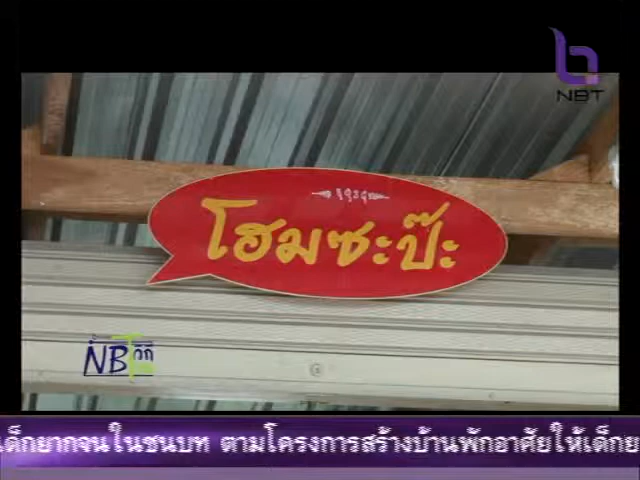 NBT
โฮมซะป๊ะ
NBT
เด็กยากจนในชนบท ตามโครงการสร้างบ้านพักอาศัยให้เด็กย